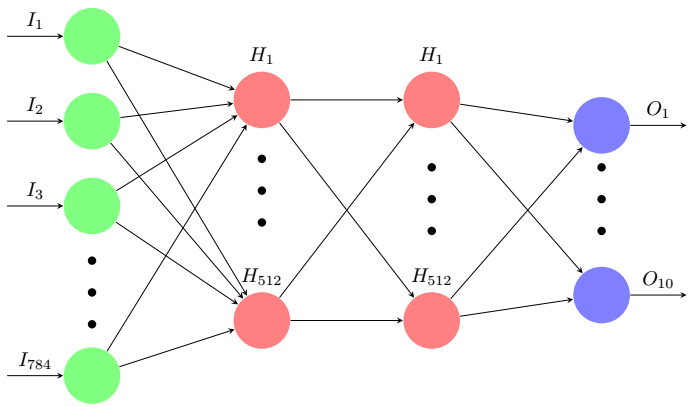 I₁
H₁
H₁
I₂
O₁
I₃
H₅₁₂
H₅₁₂
O₁₀
I₇₈₄